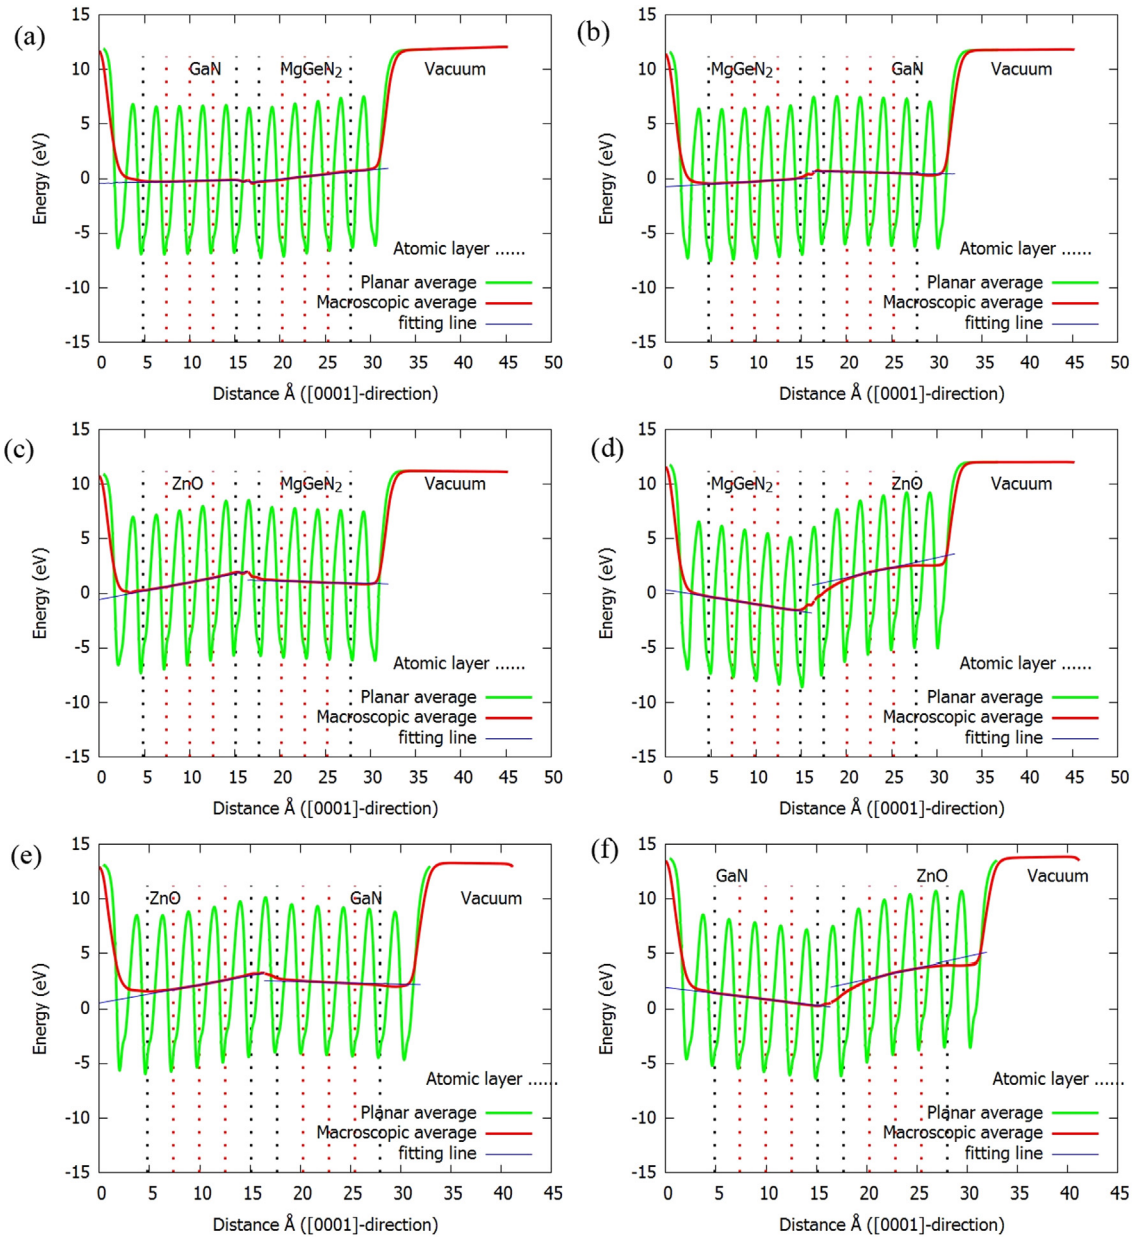 (a)
15
10
5
0
-5
-10
-15
Energy (eV)
GaN MgGeN2 Vacuum
Atomic layer ......
Planar average
Macroscopic average
fitting line
0 5 10 15 20 25 30 35 40 45 50
Distance Å ([0001]-direction)
(b)
15
10
5
0
-5
-10
-15
Energy (eV)
MgGeN2 GaN Vacuum
Atomic layer ......
Planar average
Macroscopic average
fitting line
0 5 10 15 20 25 30 35 40 45 50
Distance Å ([0001]-direction)
(c)
15
10
5
0
-5
-10
-15
Energy (eV)
ZnO MgGeN2 Vacuum
Atomic layer ......
Planar average
Macroscopic average
fitting line
0 5 10 15 20 25 30 35 40 45 50
Distance Å ([0001]-direction)
(d)
15
10
5
0
-5
-10
-15
Energy (eV)
MgGeN2 ZnO Vacuum
Atomic layer ......
Planar average
Macroscopic average
fitting line
0 5 10 15 20 25 30 35 40 45 50
Distance Å ([0001]-direction)
(e)
15
10
5
0
-5
-10
-15
Energy (eV)
ZnO GaN Vacuum
Atomic layer ......
Planar average
Macroscopic average
fitting line
0 5 10 15 20 25 30 35 40 45
Distance Å ([0001]-direction)
(f)
15
10
5
0
-5
-10
-15
Energy (eV)
GaN ZnO Vacuum
Atomic layer ......
Planar average
Macroscopic average
fitting line
0 5 10 15 20 25 30 35 40 45
Distance Å ([0001]-direction)